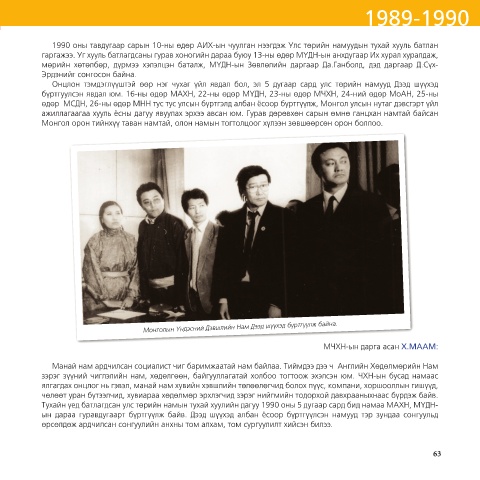 1989-1990
1990 оны тавдугаар сарын 10-ны өдөр АИХ-ын чуулган нээгдэж Улс төрийн намуудын тухай хууль батлан
гаргажээ. Уг хууль батлагдсаны гурав хоногийн дараа буюу 13-ны өдөр МҮДН-ын анхдугаар Их хурал хуралдаж,
мөрийн хөтөлбөр, дүрмээ хэлэлцэн баталж, МҮДН-ын Зөвлөлийн даргаар Да.Ганболд, дэд даргаар Д.Сүх-
Эрдэнийг сонгосон байна.
Онцлон тэмдэглүүштэй өөр нэг чухал үйл явдал бол, эл 5 дугаар сард улс төрийн намууд Дээд шүүхэд
бүртгүүлсэн явдал юм. 16-ны өдөр МАХН, 22-ны өдөр МҮДН, 23-ны өдөр МЧХН, 24-ний өдөр МоАН, 25-ны
өдөр МСДН, 26-ны өдөр МНН тус тус улсын бүртгэлд албан ёсоор бүртгүүлж, Монгол улсын нутаг дэвсгэрт үйл
ажиллагаагаа хууль ёсны дагуу явуулах эрхээ авсан юм. Гурав дөрөвхөн сарын өмнө ганцхан намтай байсан
Монгол орон тийнхүү таван намтай, олон намын тогтолцоог хүлээн зөвшөөрсөн орон боллоо.
Монголын Үндэсний Дэвшлийн Нам Дээд шүүхэд бүртгүүлж байна.
МЧХН-ын дарга асан Х.МААМ:
Манай нам ардчилсан социалист чиг баримжаатай нам байлаа. Тиймдээ дээ ч Английн Хөдөлмөрийн Нам
зэрэг зүүний чиглэлийн нам, хөдөлгөөн, байгууллагатай холбоо тогтоож эхэлсэн юм. ЧХН-ын бусад намаас
ялгагдах онцлог нь гэвэл, манай нам хувийн хэвшлийн төлөөлөгчид болох пүүс, компани, хоршооллын гишүүд,
чөлөөт уран бүтээлчид, хувиараа хөдөлмөр эрхлэгчид зэрэг нийгмийн тодорхой давхрааныхнаас бүрдэж байв.
Тухайн үед батлагдсан улс төрийн намын тухай хуулийн дагуу 1990 оны 5 дугаар сард бид намаа МАХН, МҮДН-
ын дараа гуравдугаарт бүртгүүлж байв. Дээд шүүхэд албан ёсоор бүртгүүлсэн намууд тэр зундаа сонгуульд
өрсөлдөж ардчилсан сонгуулийн анхны том алхам, том сургуулилт хийсэн билээ.
63